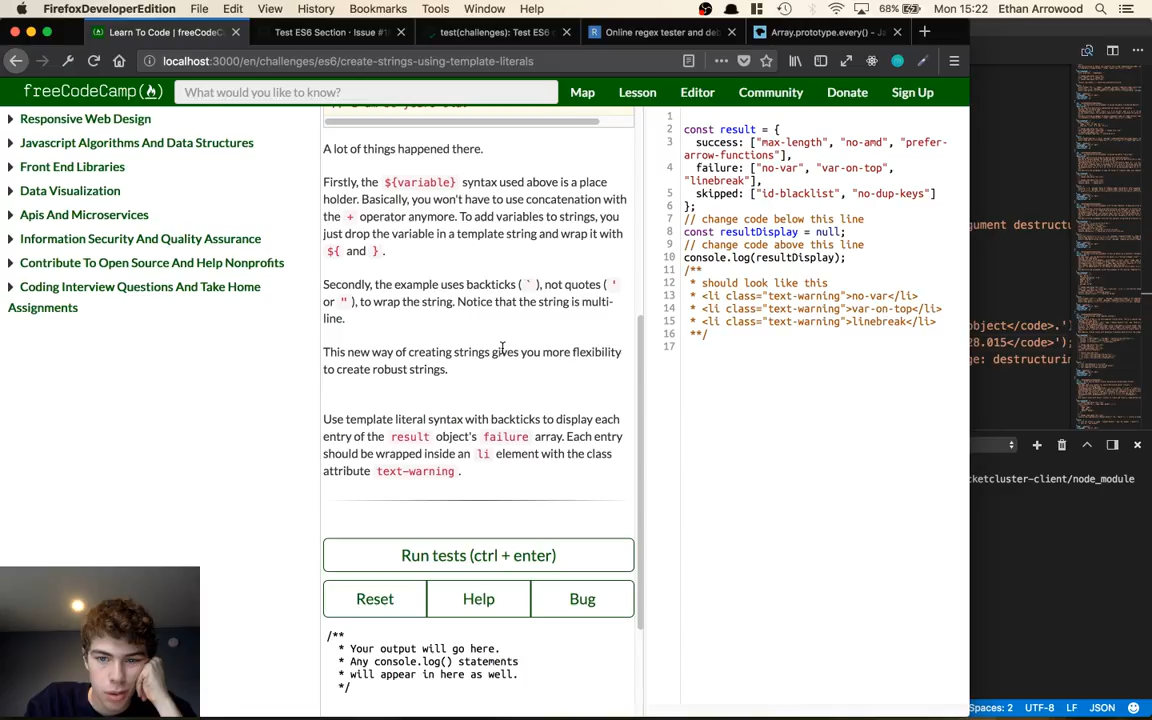 FirefoxDeveloperEdition File Edit View History Bookmarks Tools Window Help 68% Mon 15:22 Ethan Arrowood
Learn To Code | freeCodeC Test ES6 Section · Issue #1 test(challenges): Test ES6 Online regex tester and de Array.prototype.every() - Ja
localhost:3000/en/challenges/es6/create-strings-using-template-literals
freeCodeCamp What would you like to know? Map Lesson Editor Community Donate Sign Up
Responsive Web Design
Javascript Algorithms And Data Structures
Front End Libraries
Data Visualization
Apis And Microservices
Information Security And Quality Assurance
Contribute To Open Source And Help Nonprofits
Coding Interview Questions And Take Home
Assignments
A lot of things happened there.
Firstly, the ${variable} syntax used above is a place
holder. Basically, you won't have to use concatenation with
the + operator anymore. To add variables to strings, you
just drop the variable in a template string and wrap it with
${ and }.
Secondly, the example uses backticks (`), not quotes ( '
or " ), to wrap the string. Notice that the string is multi-
line.
This new way of creating strings gives you more flexibility
to create robust strings.
Use template literal syntax with backticks to display each
entry of the result object's failure array. Each entry
should be wrapped inside an li element with the class
attribute text-warning .
Run tests (ctrl + enter)
Reset Help Bug
/**
* Your output will go here.
* Any console.log() statements
* will appear in here as well.
*/
1
2 const result = {
3 success: ["max-length", "no-amd", "prefer-
arrow-functions"],
4 failure: ["no-var", "var-on-top",
"linebreak"],
5 skipped: ["id-blacklist", "no-dup-keys"]
6 };
7 // change code below this line
8 const resultDisplay = null;
9 // change code above this line
10 console.log(resultDisplay);
11 /**
12 * should look like this
13 * <li class="text-warning">no-var</li>
14 * <li class="text-warning">var-on-top</li>
15 * <li class="text-warning">linebreak</li>
16 **/
17
gument destructu
object</code>.')
28.015</code>');
ge: destructurin
ketcluster-client/node_module
Spaces: 2 UTF-8 LF JSON